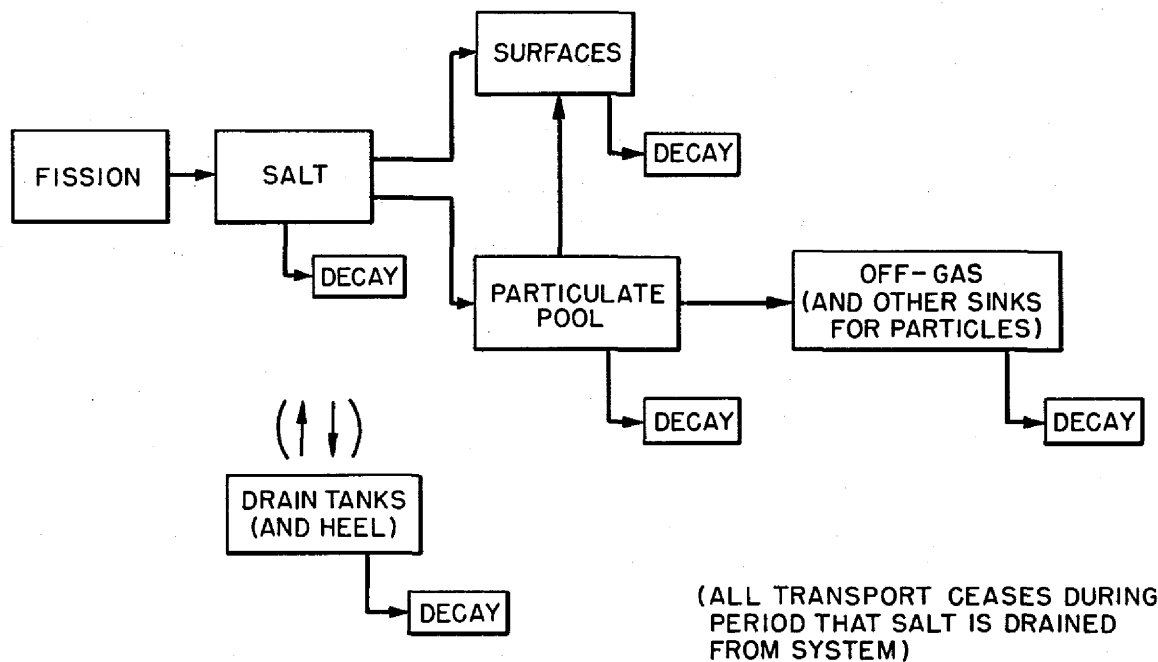 SURFACES
FISSION
SALT
DECAY
DECAY
PARTICULATE
POOL
OFF-GAS
(AND OTHER SINKS
FOR PARTICLES)
DECAY
DECAY
DRAIN TANKS
(AND HEEL)
DECAY
(ALL TRANSPORT CEASES DURING
PERIOD THAT SALT IS DRAINED
FROM SYSTEM)